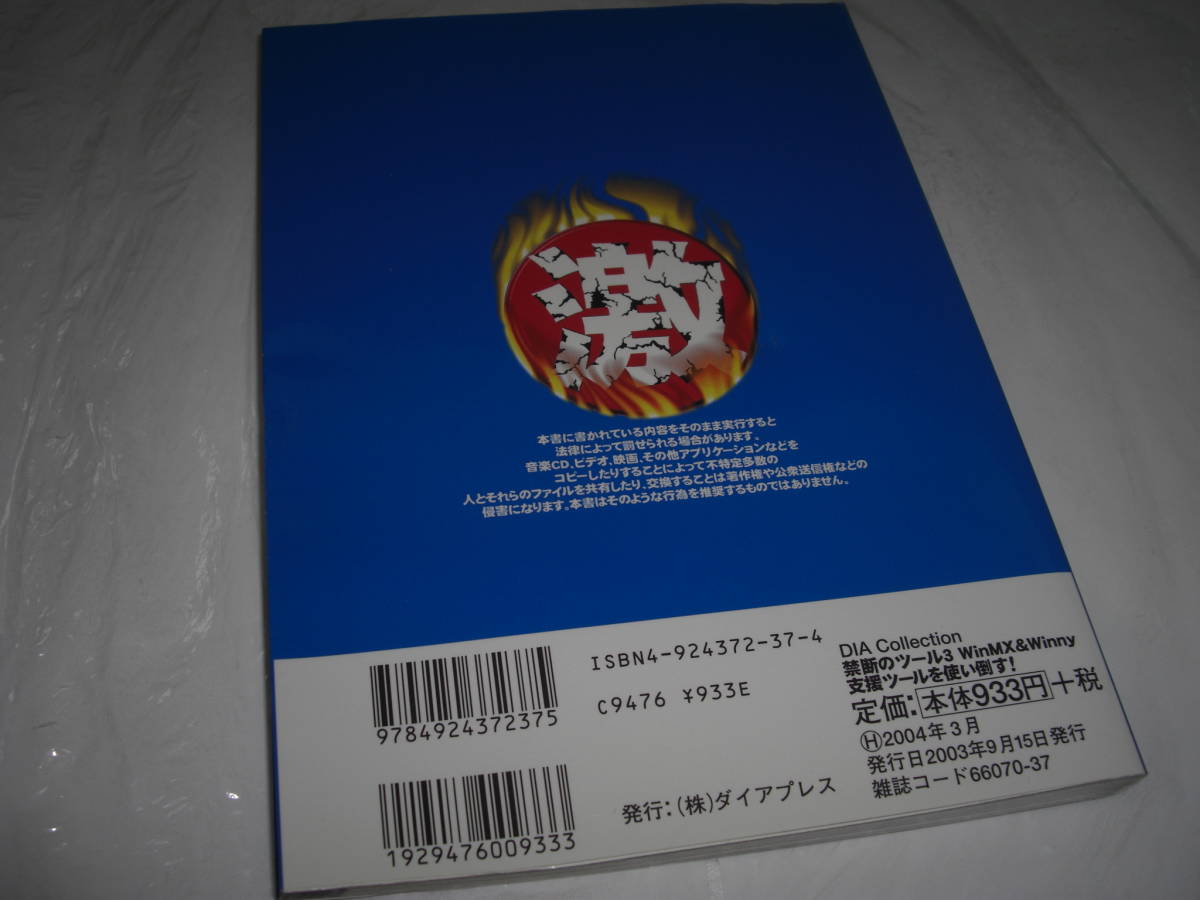 激
本書に書かれている内容をそのまま実行すると
法律によって罰せられる場合があります。
音楽CD、ビデオ、映画、その他アプリケーションなどを
コピーしたりすることによって不特定多数の
人とそれらのファイルを共有したり、交換することは著作権や公衆送信権などの
侵害になります。本書はそのような行為を推奨するものではありません。
ISBN4-924372-37-4
C9476 ¥933E
9784924372375
1929476009333
発行:(株)ダイアプレス
DIA Collection
禁断のツール3 WinMX&Winny
支援ツールを使い倒す!
定価:本体933円+税
Ⓗ2004年3月
発行日2003年9月15日発行
雑誌コード66070-37